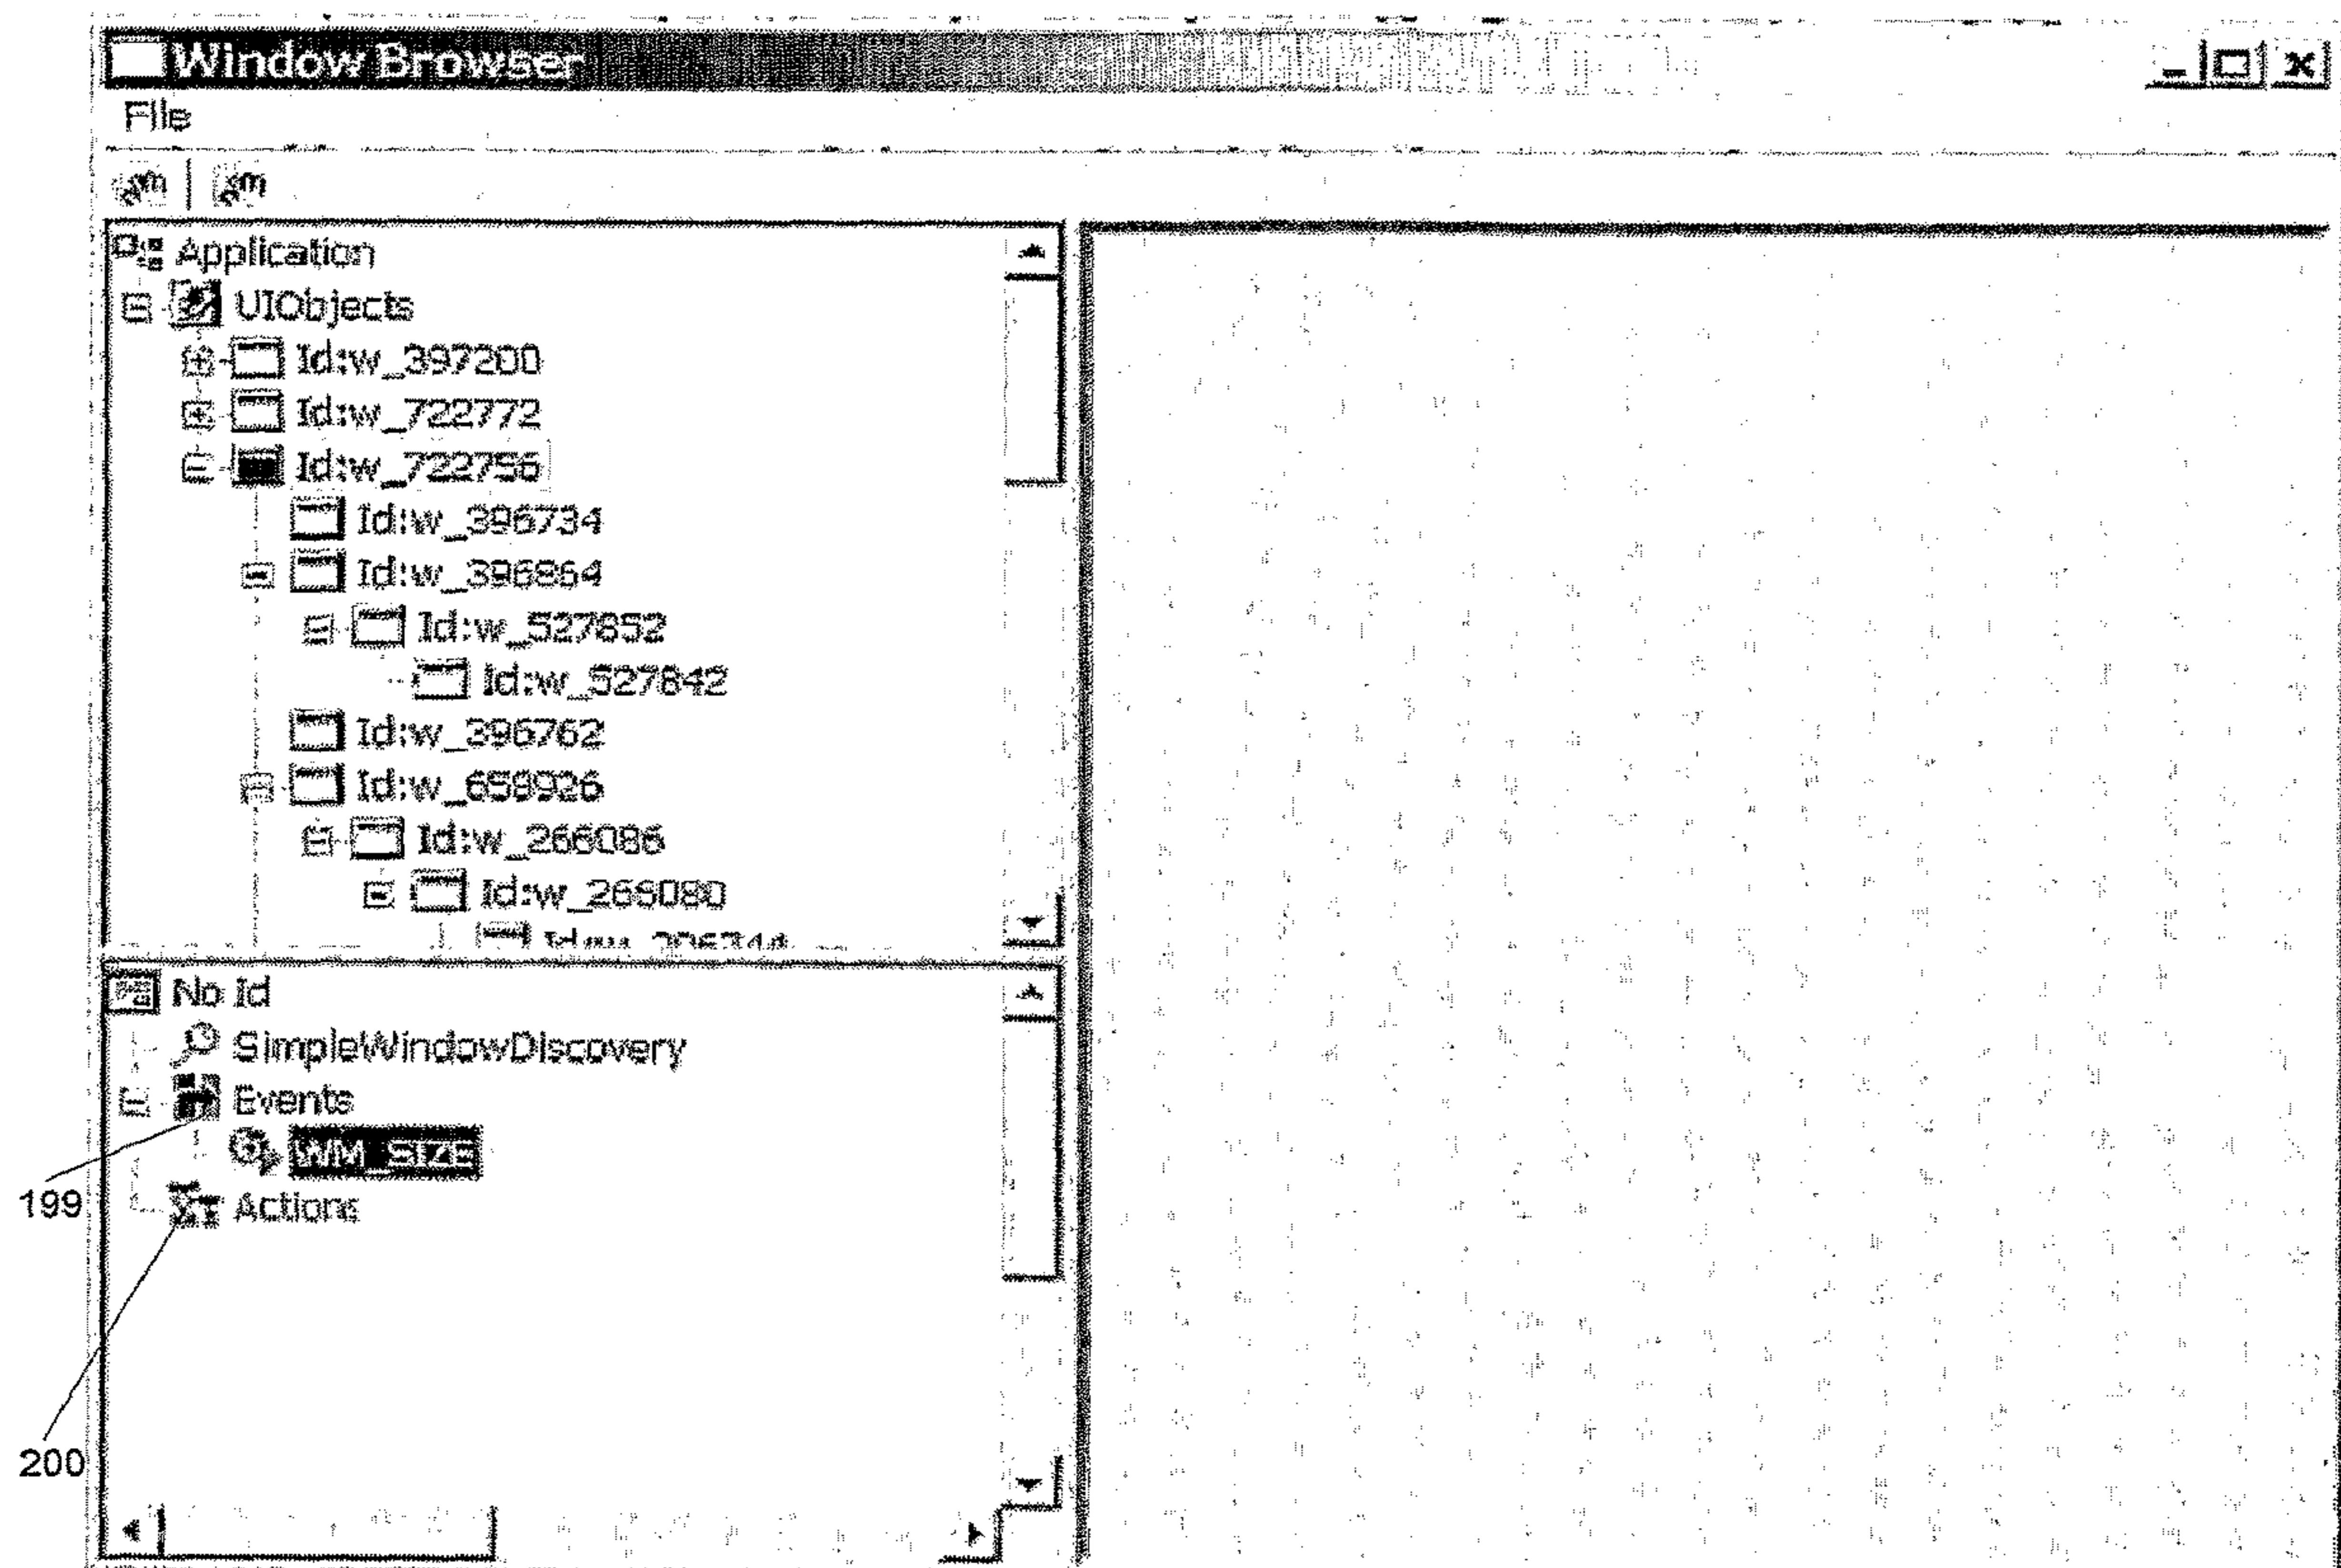 Window Browser
File
Application
UIObjects
Id:w_397200
Id:w_722772
Id:w_722756
Id:w_396734
Id:w_396864
Id:w_527852
Id:w_527842
Id:w_396762
Id:w_658926
Id:w_266086
Id:w_266080
No Id
SimpleWindowDiscovery
Events
WM_SIZE
Actions
199
200